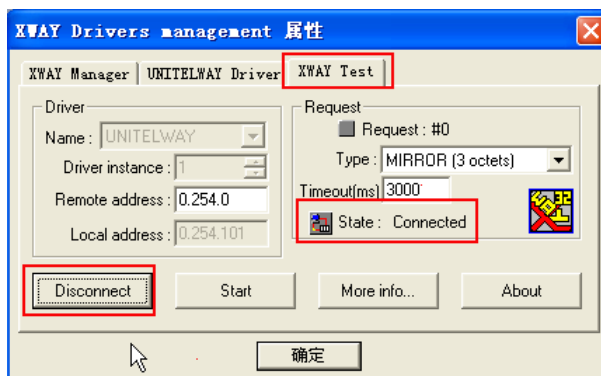 XWAY Drivers management 属性
XWAY Manager UNITELWAY Driver XWAY Test
Driver
Name : UNITELWAY
Driver instance : 1
Remote address : 0.254.0
Local address : 0.254.101
Request
Request : #0
Type : MIRROR (3 octets)
Timeout(ms) 3000
State : Connected
Disconnect Start More info... About
确定